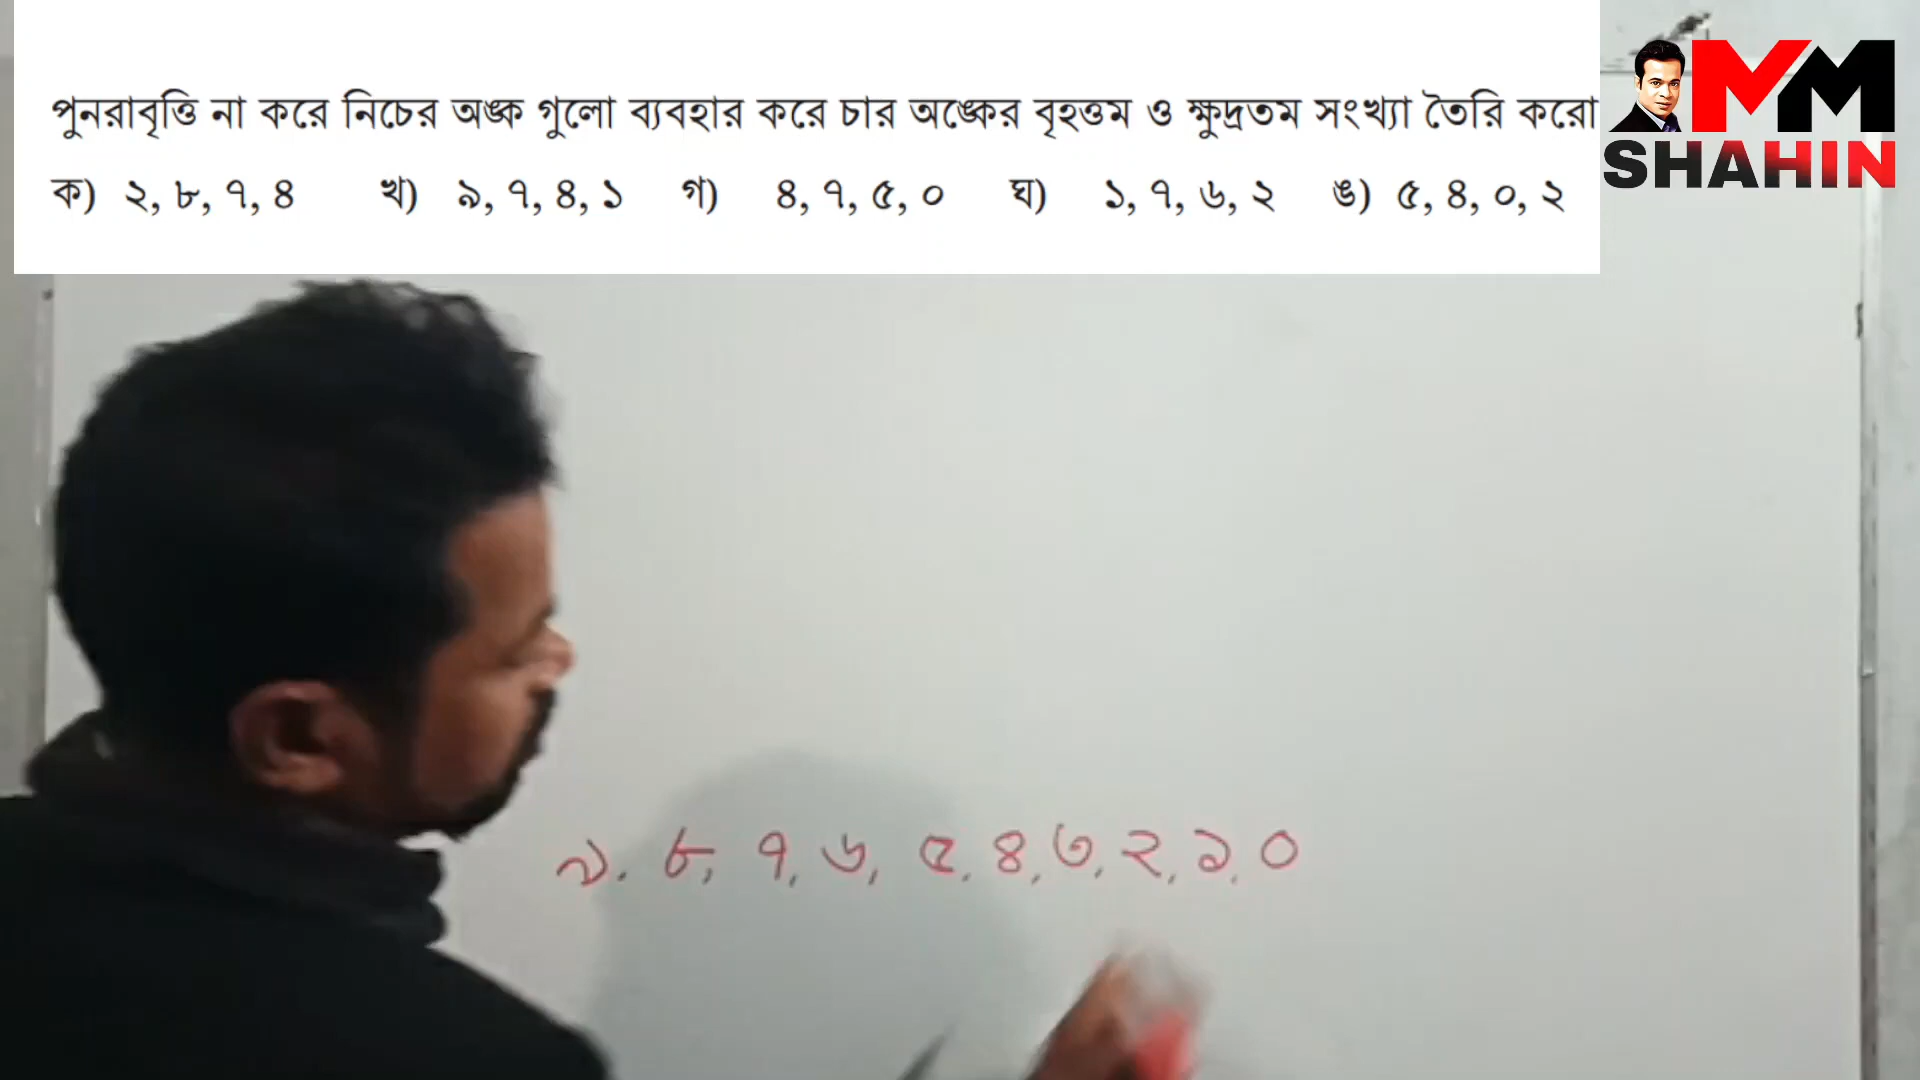 পুনরাবৃত্তি না করে নিচের অঙ্ক গুলো ব্যবহার করে চার অঙ্কের বৃহত্তম ও ক্ষুদ্রতম সংখ্যা তৈরি করো
ক) ২, ৮, ৭, ৪ খ) ৯, ৭, ৪, ১ গ) ৪, ৭, ৫, ০ ঘ) ১, ৭, ৬, ২ ঙ) ৫, ৪, ০, ২
MM
SHAHIN
৯. ৮, ৭, ৬, ৫, ৪, ৩, ২, ১, ০